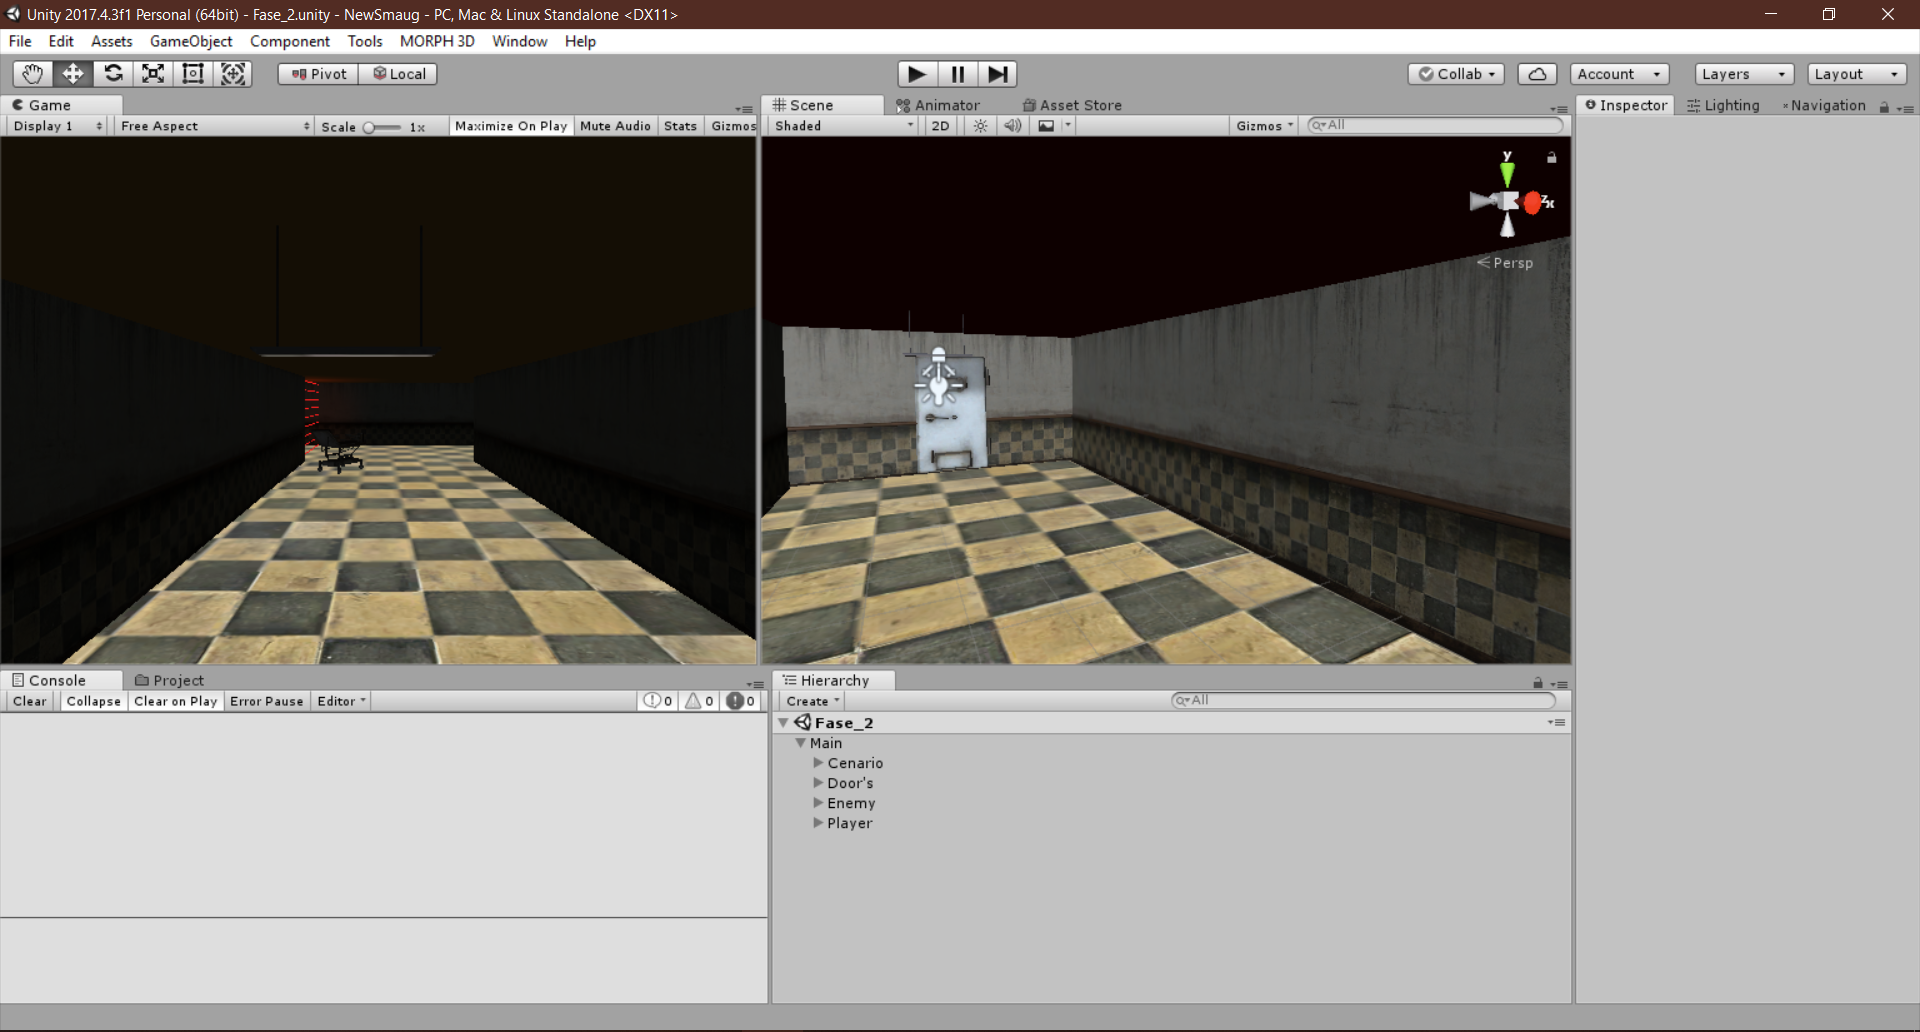 Unity 2017.4.3f1 Personal (64bit) - Fase_2.unity - NewSmaug - PC, Mac & Linux Standalone <DX11>
File Edit Assets GameObject Component Tools MORPH 3D Window Help
Pivot Local Collab Account Layers Layout
Game
Display 1 Free Aspect Scale 1x Maximize On Play Mute Audio Stats Gizmos
Scene Animator Asset Store
Shaded 2D Gizmos All
y
z x
Persp
Inspector Lighting Navigation
Console Project
Clear Collapse Clear on Play Error Pause Editor 0 0 0
Hierarchy
Create All
Fase_2
Main
Cenario
Door's
Enemy
Player